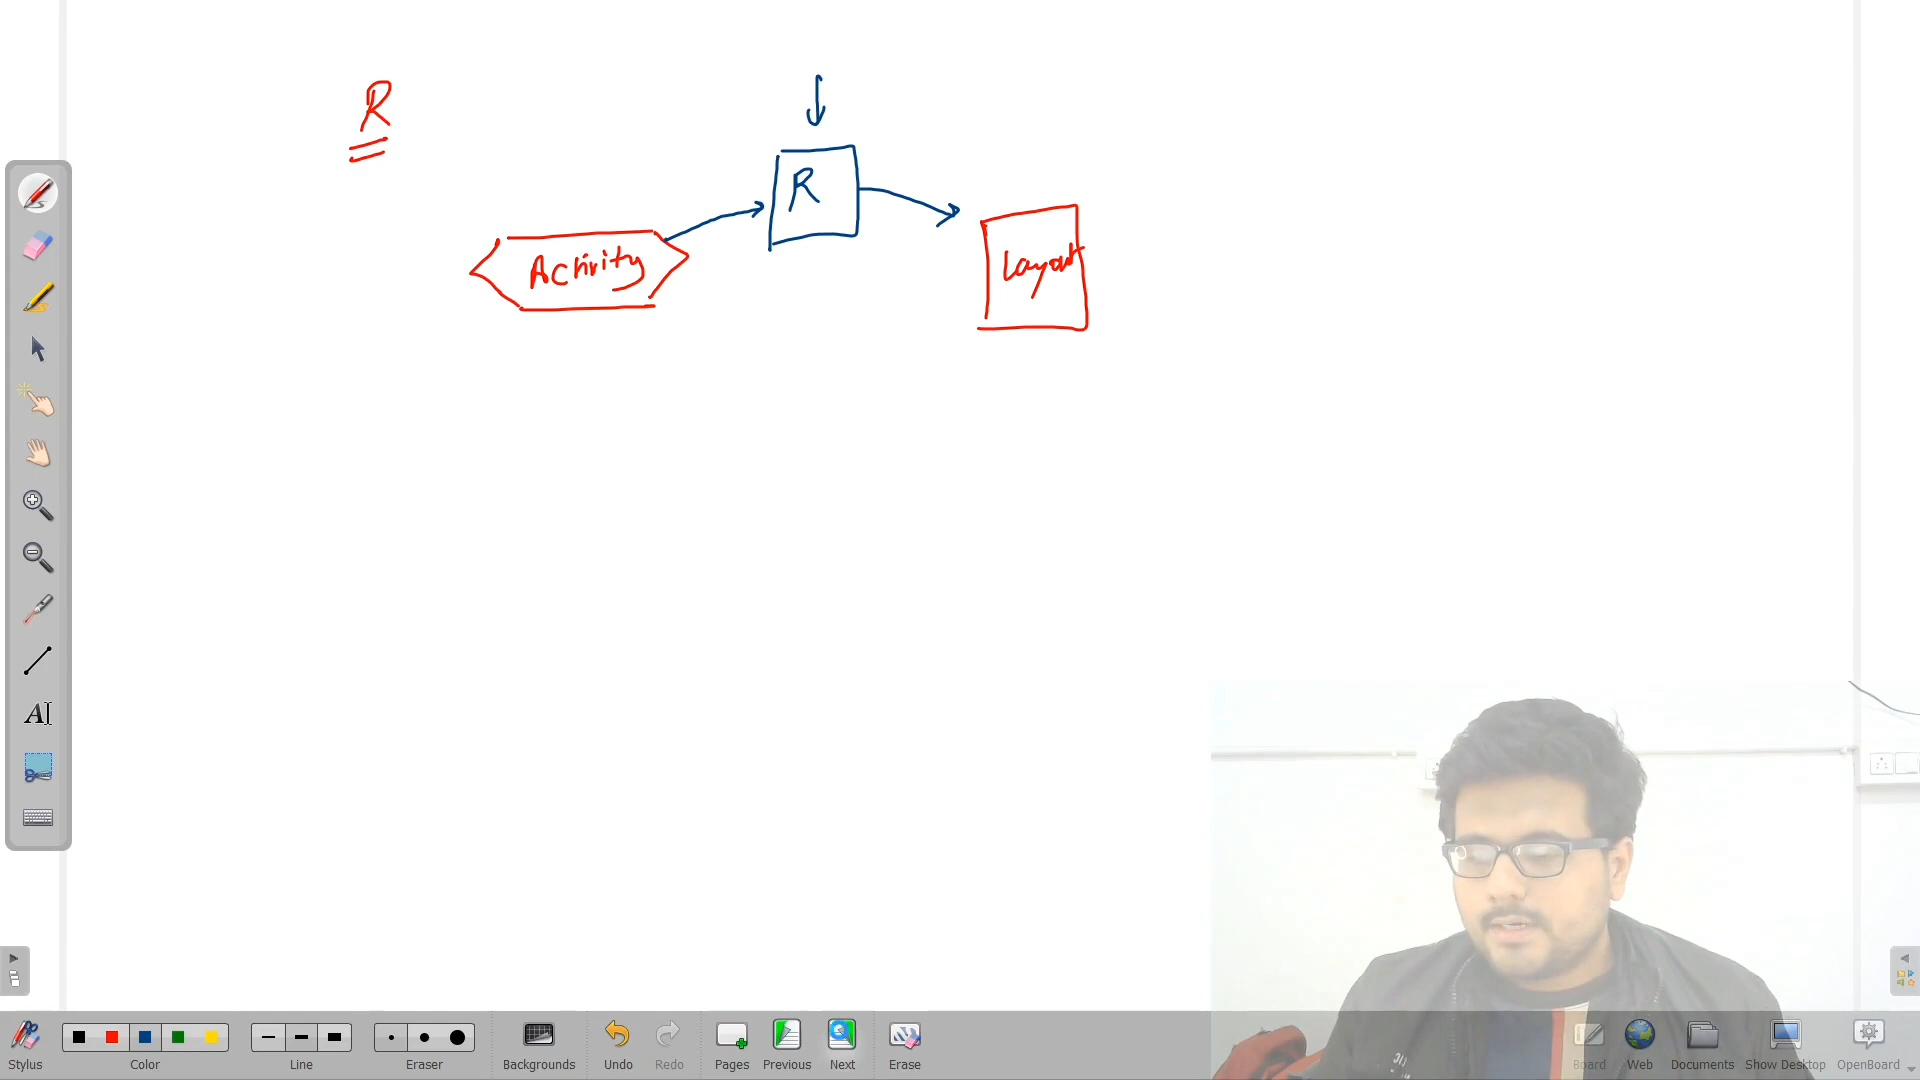 R
R
Activity
Layout
AI
Stylus
Color
Line
Eraser
Backgrounds
Undo
Redo
Pages
Previous
Next
Erase
Board
Web
Documents
Show Desktop
OpenBoard